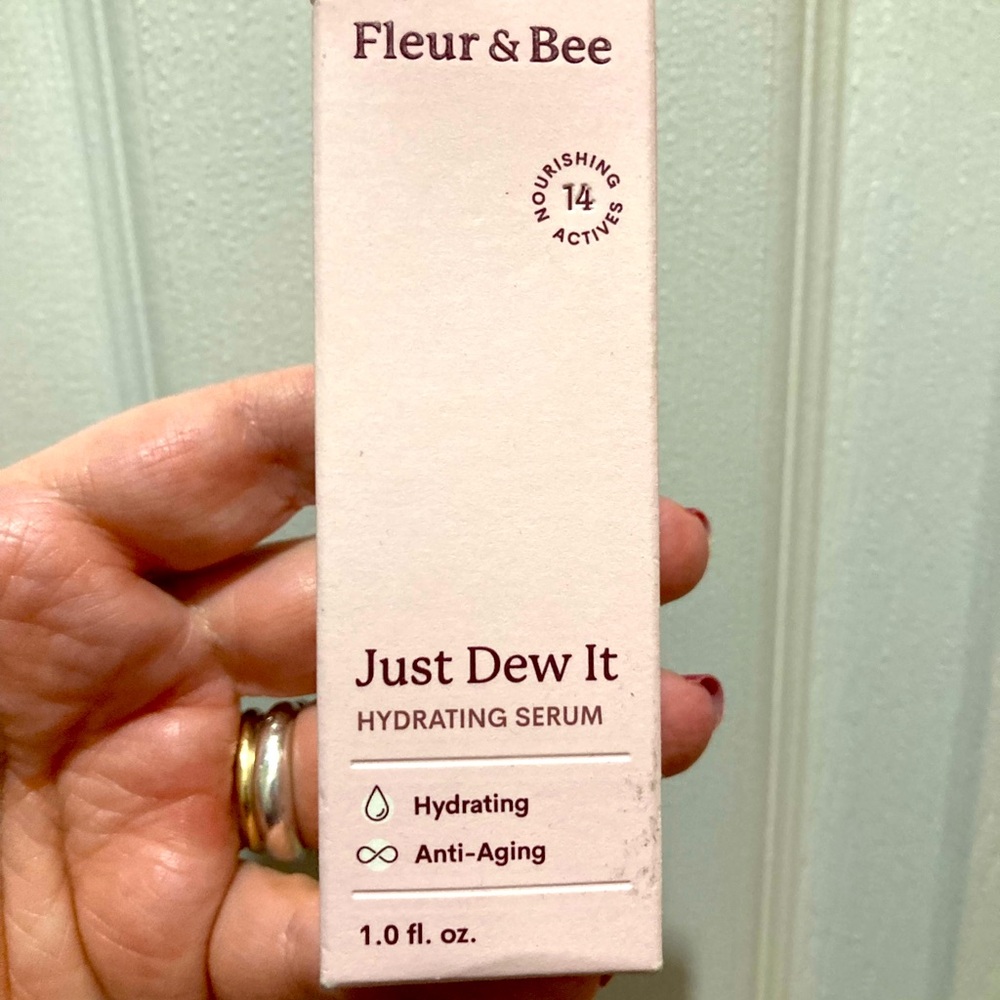 Fleur & Bee
NOURISHING
14
ACTIVES
Just Dew It
HYDRATING SERUM
Hydrating
Anti-Aging
1.0 fl. oz.